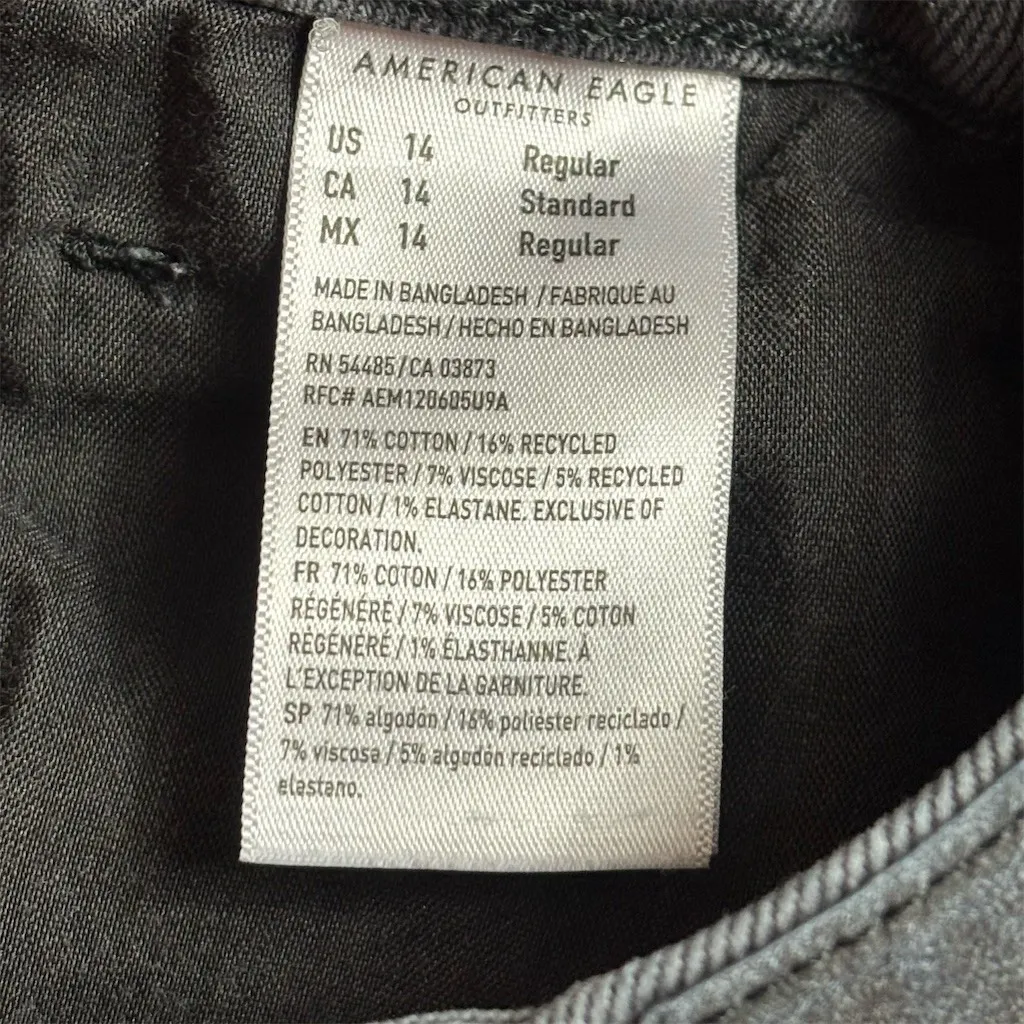 AMERICAN EAGLE
OUTFITTERS
US 14 Regular
CA 14 Standard
MX 14 Regular
MADE IN BANGLADESH / FABRIQUÉ AU
BANGLADESH / HECHO EN BANGLADESH
RN 54485 / CA 03873
RFC# AEM120605U9A
EN 71% COTTON / 16% RECYCLED
POLYESTER / 7% VISCOSE / 5% RECYCLED
COTTON / 1% ELASTANE. EXCLUSIVE OF
DECORATION.
FR 71% COTON / 16% POLYESTER
RÉGÉNÉRÉ / 7% VISCOSE / 5% COTON
RÉGÉNÉRÉ / 1% ÉLASTHANNE. À
L'EXCEPTION DE LA GARNITURE.
SP 71% algodón / 16% poliéster reciclado /
7% viscosa / 5% algodón reciclado / 1%
elastano.